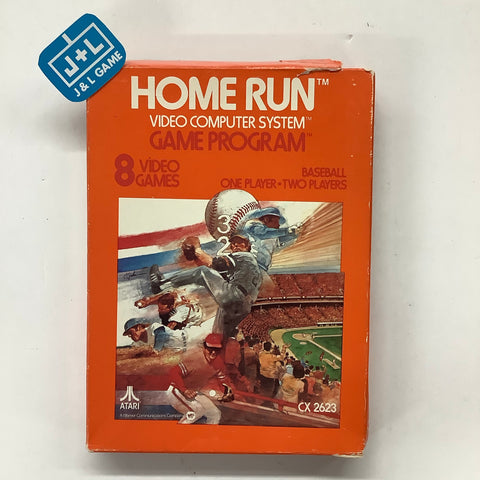 J+L
J & L GAME
HOME RUN™
VIDEO COMPUTER SYSTEM™
GAME PROGRAM™
8 VIDEO GAMES
BASEBALL
ONE PLAYER • TWO PLAYERS
3
2
ATARI
A Warner Communications Company
CX 2623